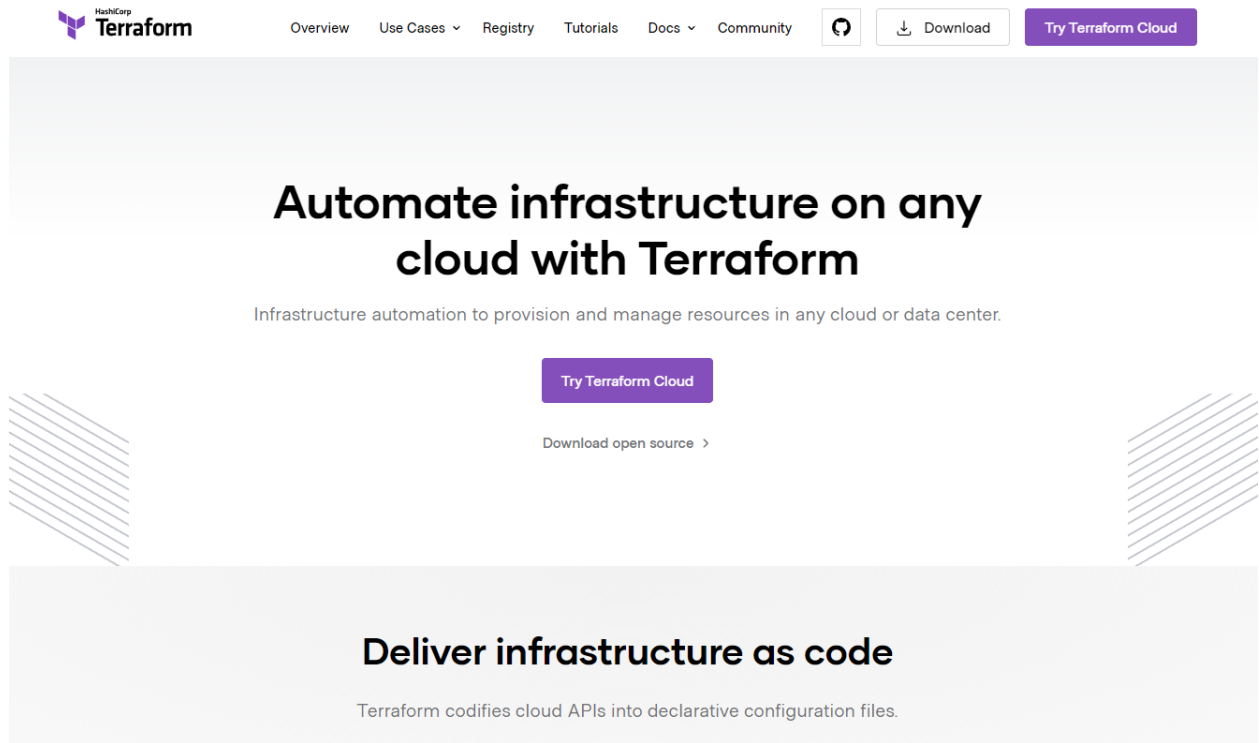 HashiCorp
Terraform
Overview Use Cases Registry Tutorials Docs Community Download Try Terraform Cloud
Automate infrastructure on any
cloud with Terraform
Infrastructure automation to provision and manage resources in any cloud or data center.
Try Terraform Cloud
Download open source
Deliver infrastructure as code
Terraform codifies cloud APIs into declarative configuration files.